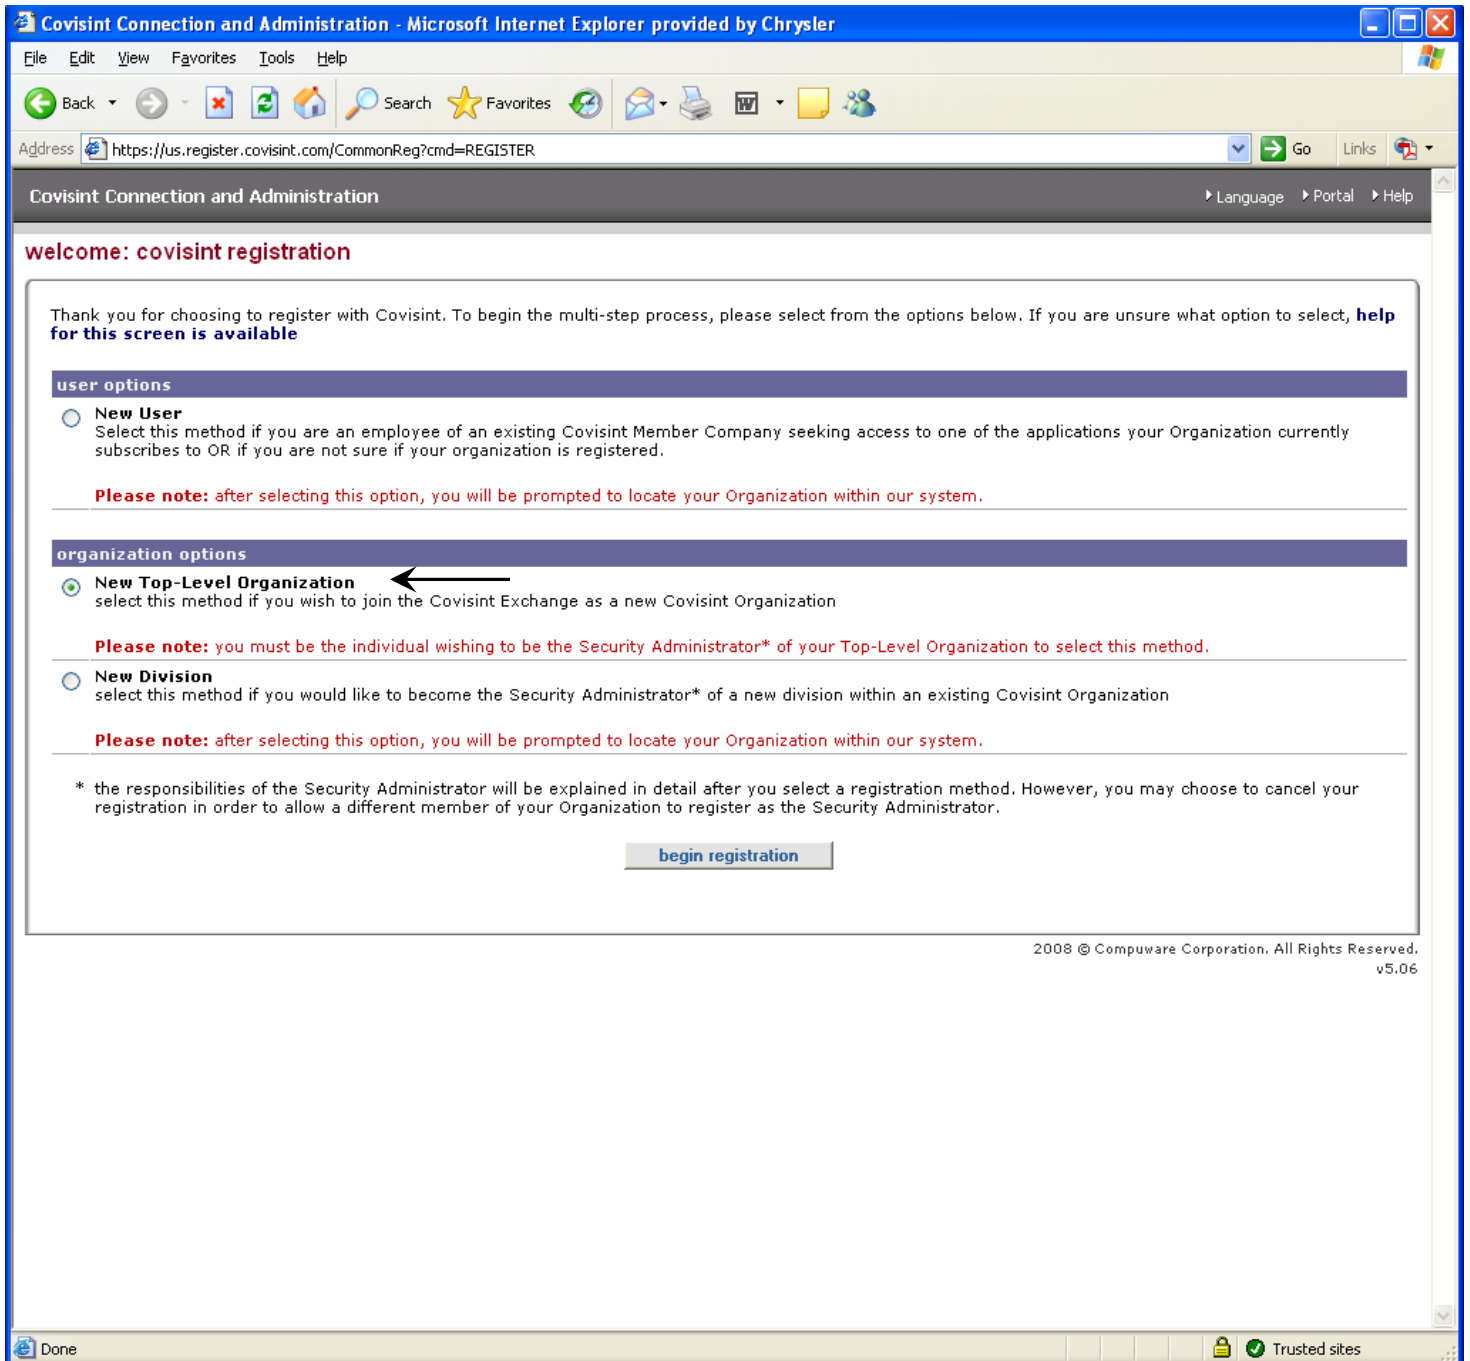 Covisint Connection and Administration - Microsoft Internet Explorer provided by Chrysler
File Edit View Favorites Tools Help
Back Search Favorites
Address https://us.register.covisint.com/CommonReg?cmd=REGISTER Go Links
Covisint Connection and Administration Language Portal Help
welcome: covisint registration
Thank you for choosing to register with Covisint. To begin the multi-step process, please select from the options below. If you are unsure what option to select, help
for this screen is available
user options
New User
Select this method if you are an employee of an existing Covisint Member Company seeking access to one of the applications your Organization currently
subscribes to OR if you are not sure if your organization is registered.
Please note: after selecting this option, you will be prompted to locate your Organization within our system.
organization options
New Top-Level Organization
select this method if you wish to join the Covisint Exchange as a new Covisint Organization
Please note: you must be the individual wishing to be the Security Administrator* of your Top-Level Organization to select this method.
New Division
select this method if you would like to become the Security Administrator* of a new division within an existing Covisint Organization
Please note: after selecting this option, you will be prompted to locate your Organization within our system.
* the responsibilities of the Security Administrator will be explained in detail after you select a registration method. However, you may choose to cancel your
registration in order to allow a different member of your Organization to register as the Security Administrator.
begin registration
2008 © Compuware Corporation. All Rights Reserved.
v5.06
Done Trusted sites